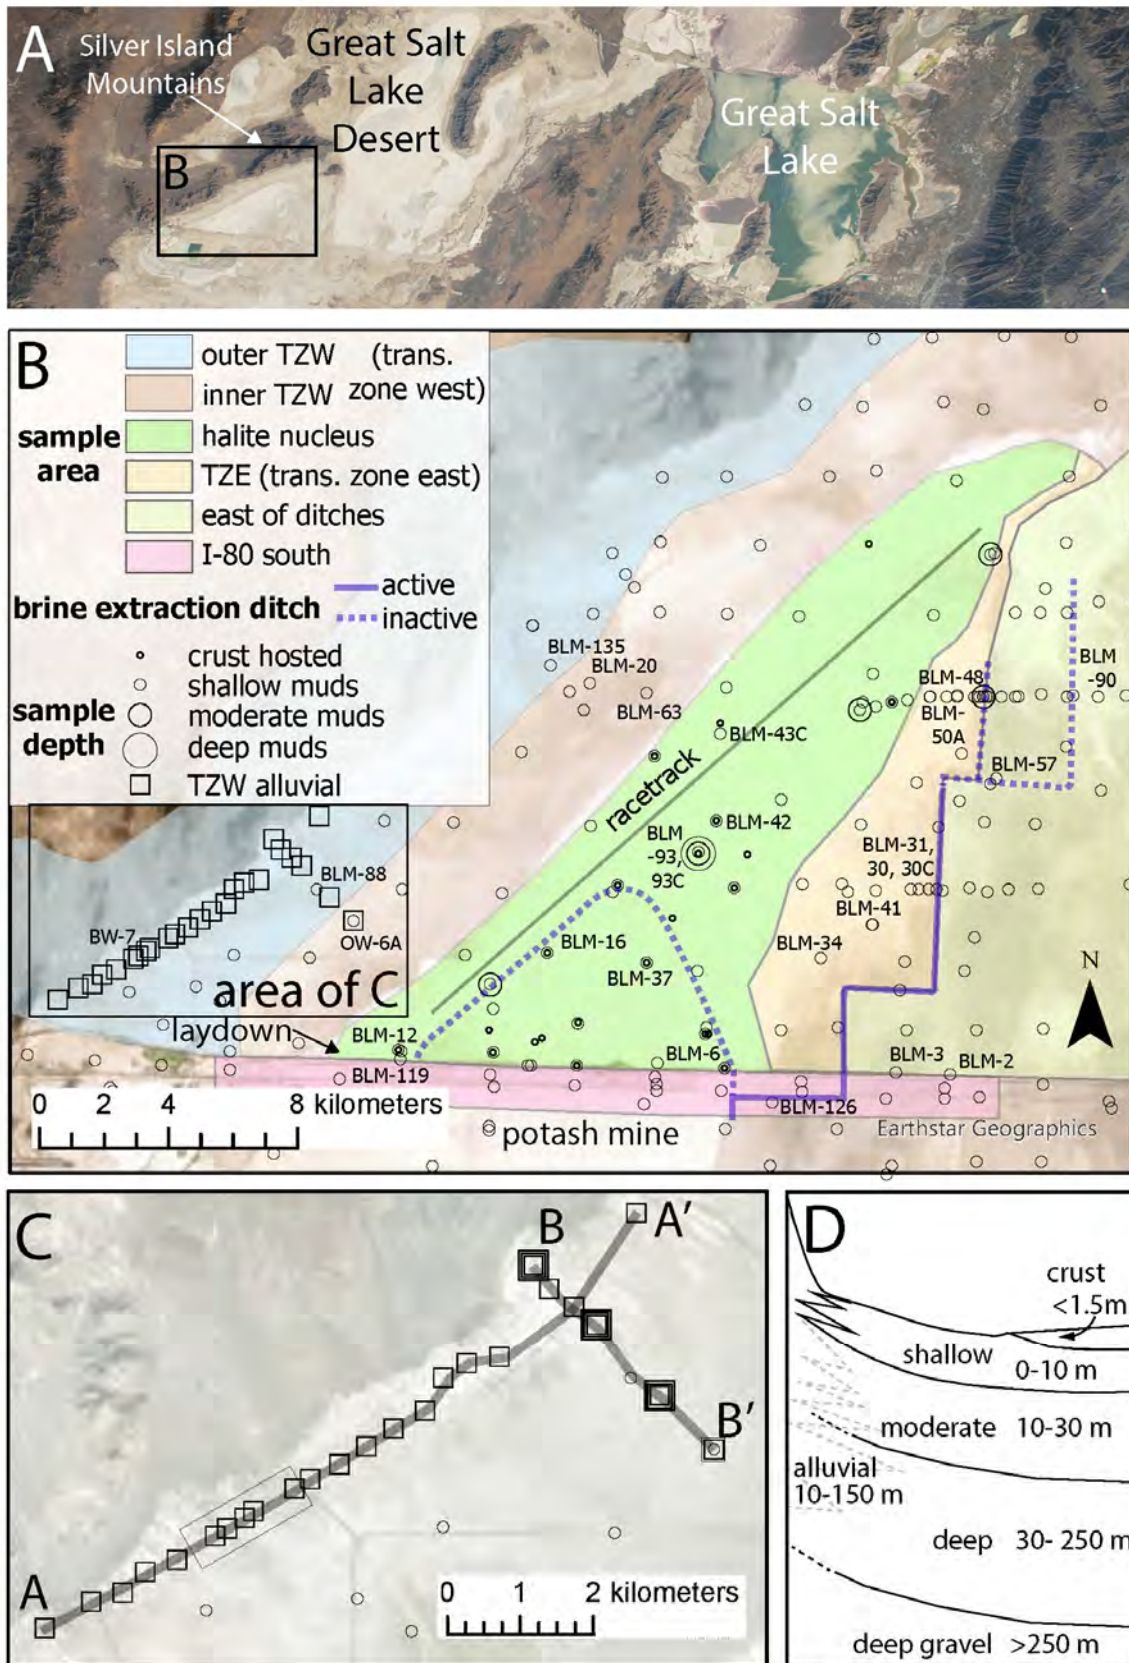 A
Silver Island
Mountains
Great Salt
Lake
Desert
Great Salt
Lake
B
B
outer TZW (trans.
inner TZW zone west)
halite nucleus
TZE (trans. zone east)
east of ditches
I-80 south
sample
area
brine extraction ditch
active
inactive
crust hosted
shallow muds
moderate muds
deep muds
TZW alluvial
sample
depth
BLM-135
BLM-20
BLM-63
BLM-43C
BLM-48
BLM
-90
BLM-
50A
BLM-57
racetrack
BLM-42
BLM
-93,
93C
BLM-31,
30, 30C
BLM-88
BLM-41
BW-7
OW-6A
BLM-16
BLM-34
BLM-37
area of C
N
laydown
BLM-12
BLM-6
BLM-3
BLM-2
BLM-119
BLM-126
0 2 4 8 kilometers
potash mine
Earthstar Geographics
C
B
A'
B'
A
0 1 2 kilometers
D
crust
<1.5m
shallow 0-10 m
moderate 10-30 m
alluvial
10-150 m
deep 30- 250 m
deep gravel >250 m